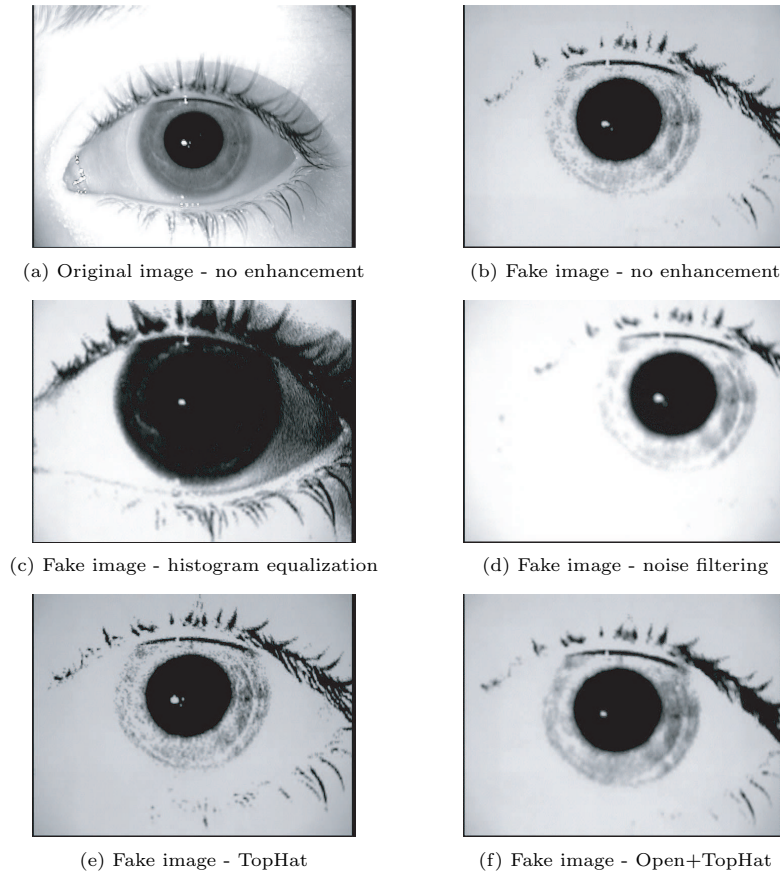 (a) Original image - no enhancement
(b) Fake image - no enhancement
(c) Fake image - histogram equalization
(d) Fake image - noise filtering
(e) Fake image - TopHat
(f) Fake image - Open+TopHat